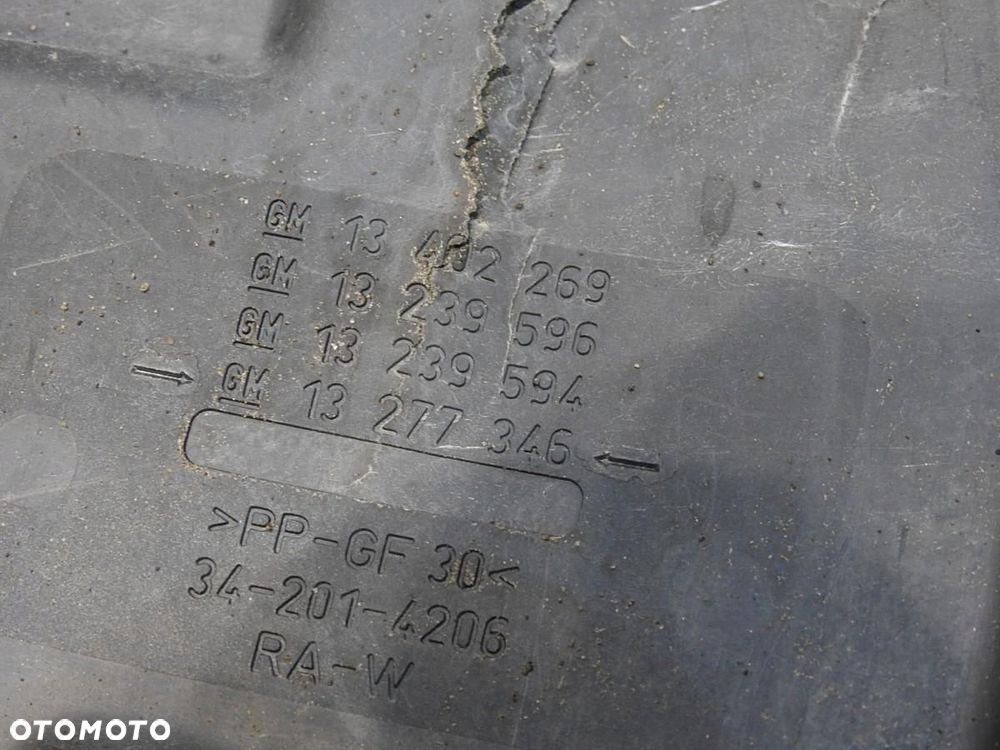 GM 13 402 269
GM 13 239 596
GM 13 239 594
GM 13 277 346
>PP-GF 30<
34-201-4206
RA.-W
OTOMOTO